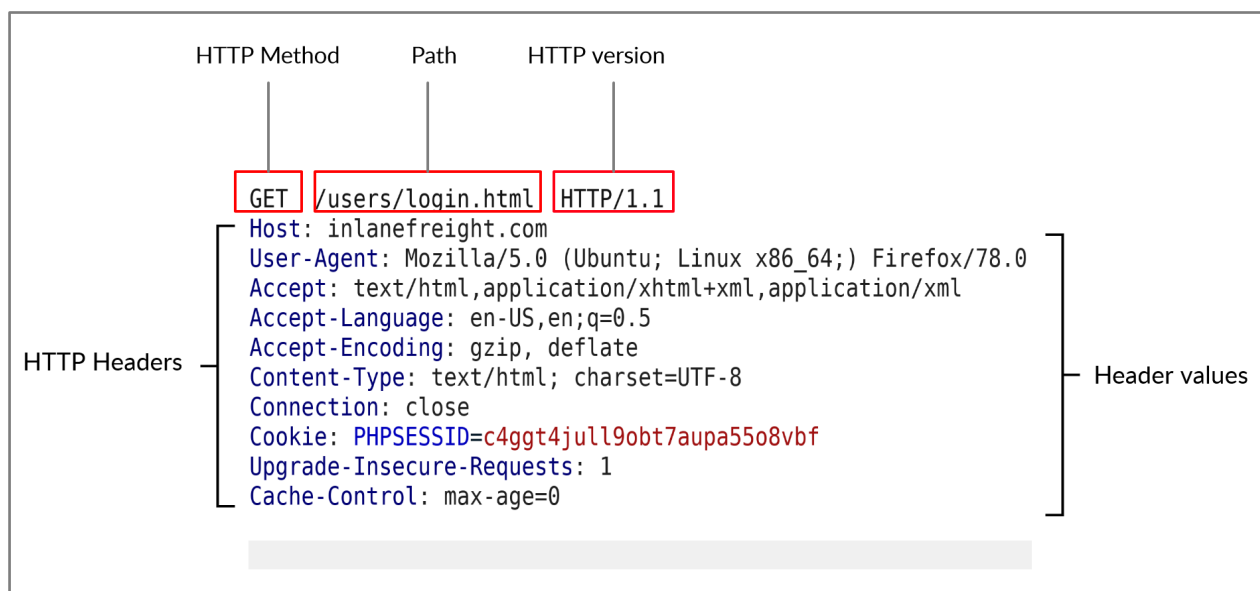 HTTP Method Path HTTP version
GET /users/login.html HTTP/1.1
Host: inlanefreight.com
User-Agent: Mozilla/5.0 (Ubuntu; Linux x86_64;) Firefox/78.0
Accept: text/html,application/xhtml+xml,application/xml
Accept-Language: en-US,en;q=0.5
Accept-Encoding: gzip, deflate
HTTP Headers
Content-Type: text/html; charset=UTF-8
Header values
Connection: close
Cookie: PHPSESSID=c4ggt4jull9obt7aupa55o8vbf
Upgrade-Insecure-Requests: 1
Cache-Control: max-age=0